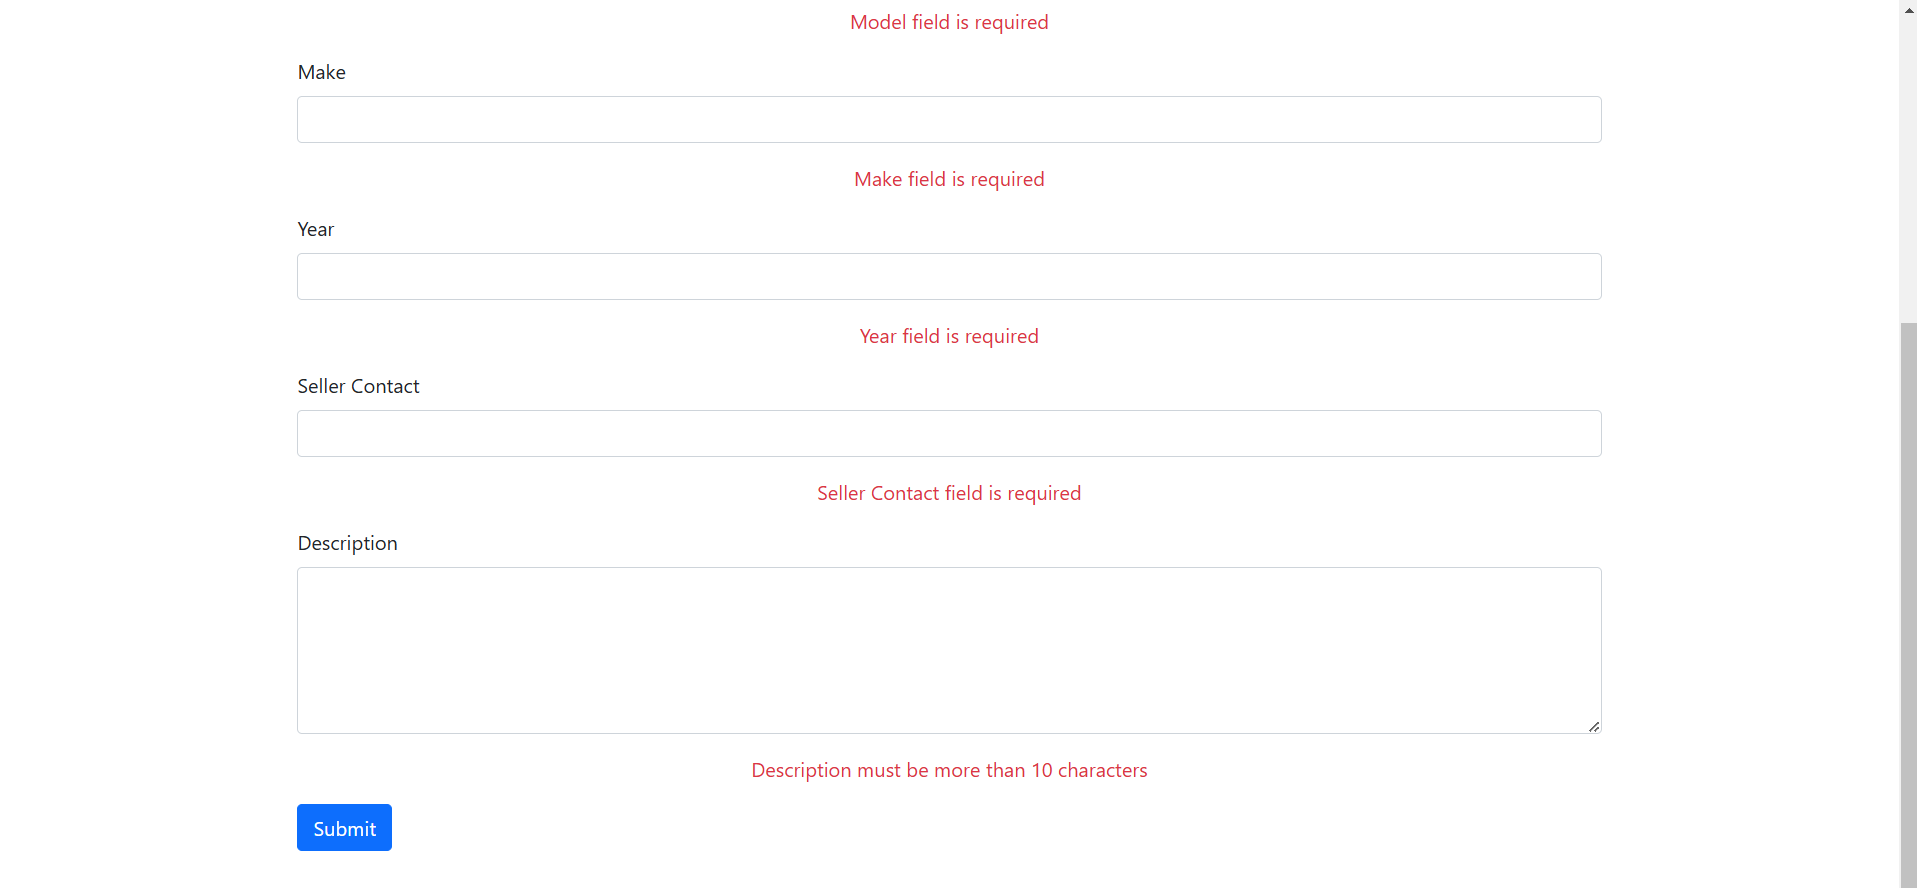 Model field is required
Make
Make field is required
Year
Year field is required
Seller Contact
Seller Contact field is required
Description
Description must be more than 10 characters
Submit